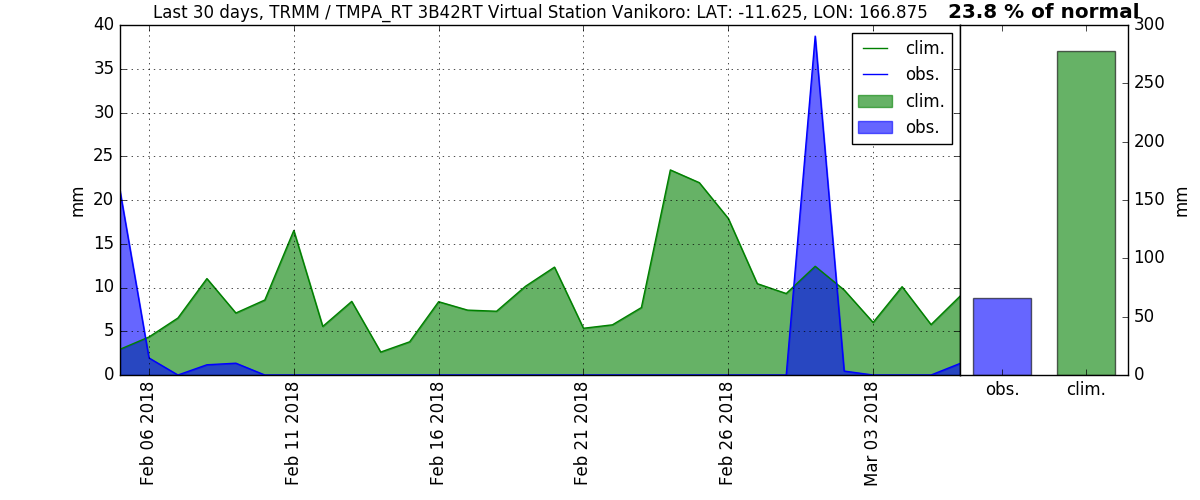 Last 30 days, TRMM / TMPA_RT 3B42RT Virtual Station Vanikoro: LAT: -11.625, LON: 166.875
23.8 % of normal
40
35
30
25
20
15
10
5
0
mm
clim.
obs.
clim.
obs.
Feb 06 2018
Feb 11 2018
Feb 16 2018
Feb 21 2018
Feb 26 2018
Mar 03 2018
300
250
200
150
100
50
0
mm
obs.
clim.